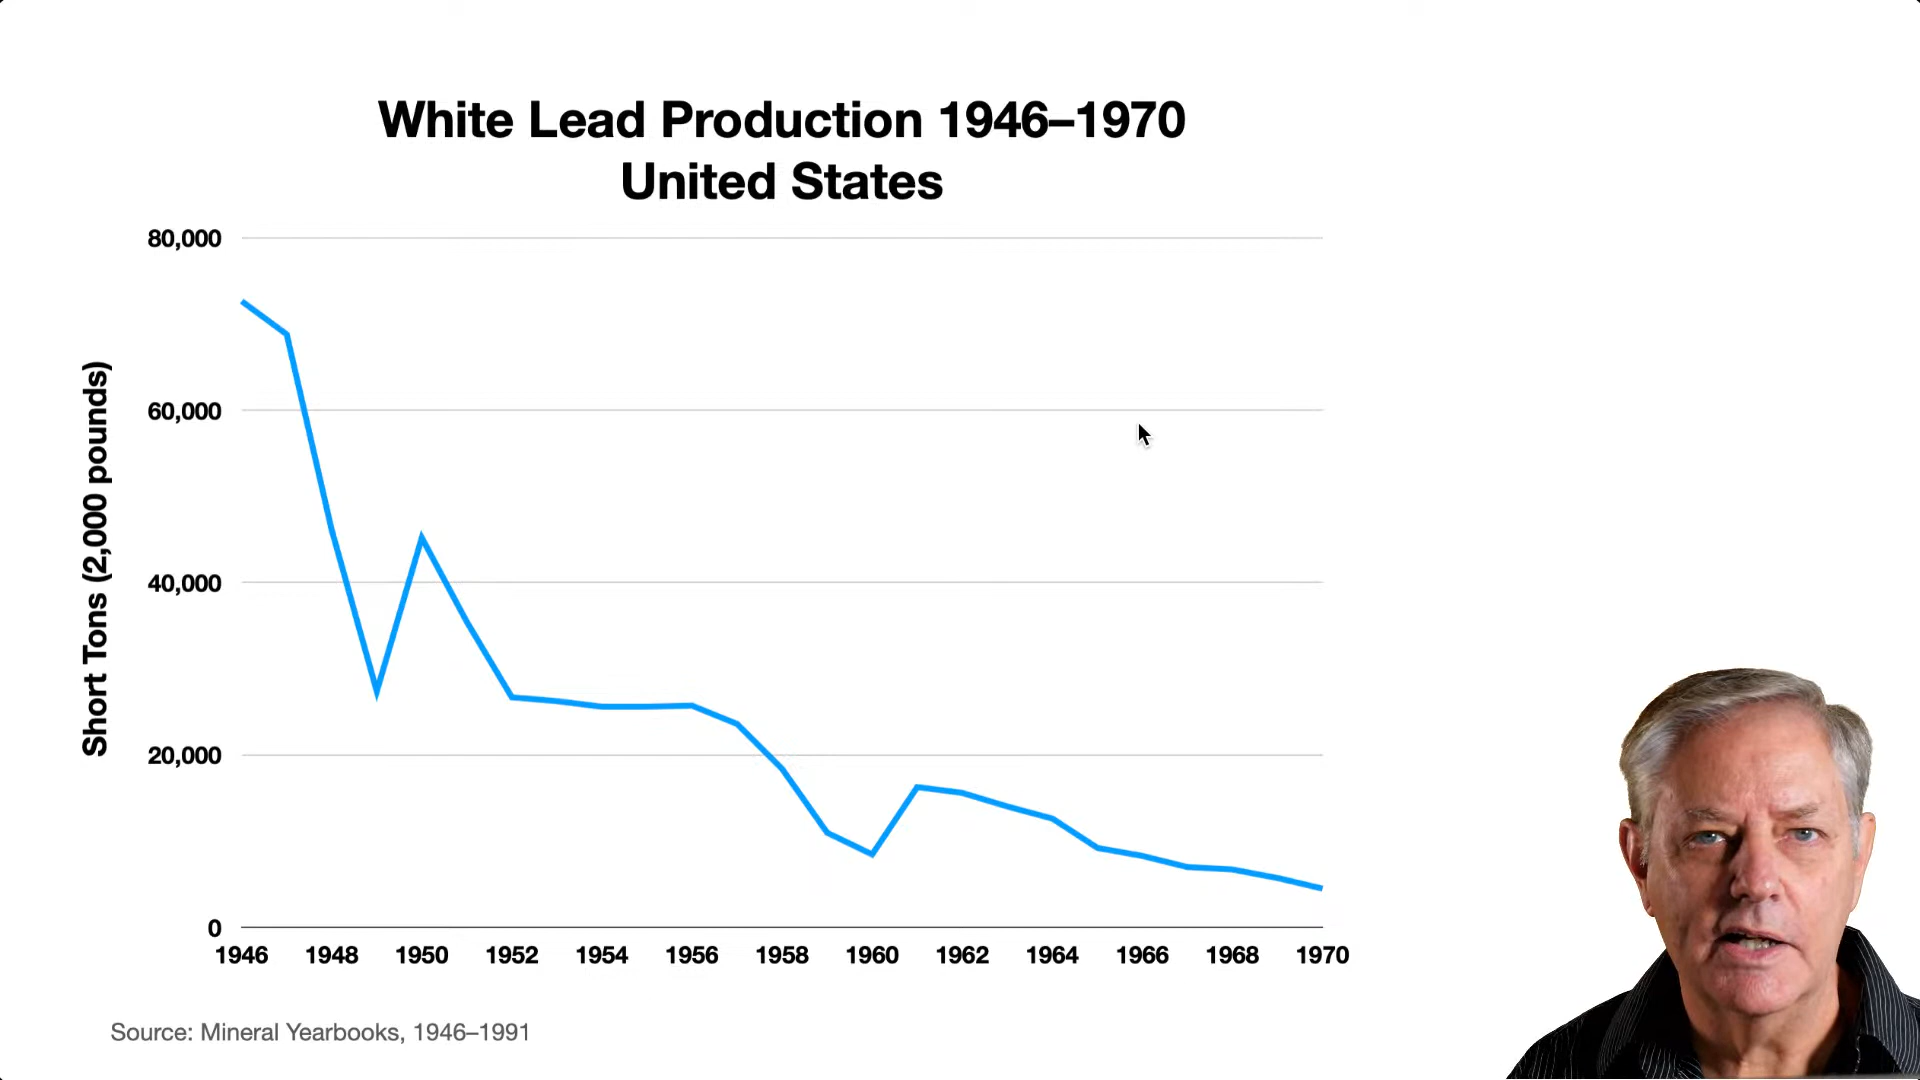 White Lead Production 1946–1970
United States
80,000
60,000
40,000
20,000
0
Short Tons (2,000 pounds)
1946 1948 1950 1952 1954 1956 1958 1960 1962 1964 1966 1968 1970
Source: Mineral Yearbooks, 1946–1991